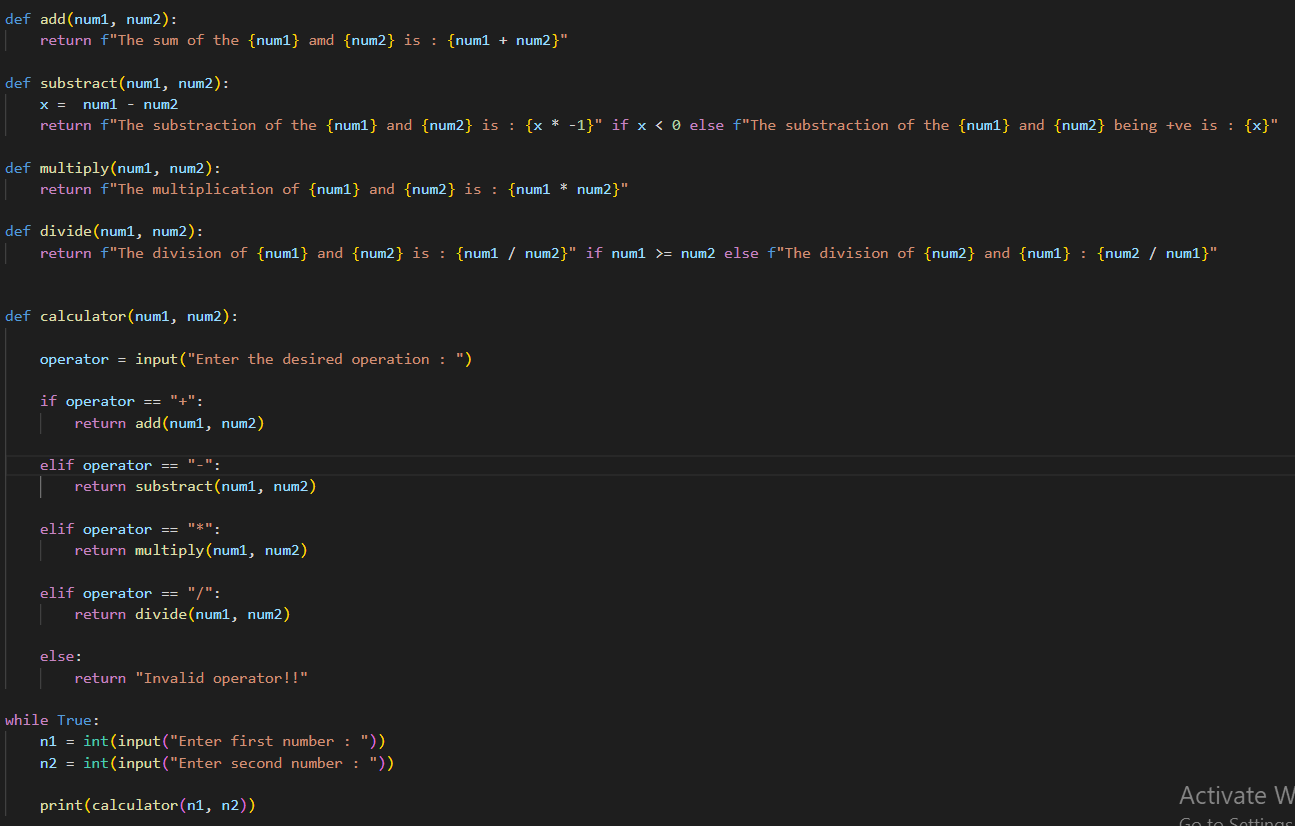 def add(num1, num2):
    return f"The sum of the {num1} amd {num2} is : {num1 + num2}"
def substract(num1, num2):
    x =  num1 - num2
    return f"The substraction of the {num1} and {num2} is : {x * -1}" if x < 0 else f"The substraction of the {num1} and {num2} being +ve is : {x}"
def multiply(num1, num2):
    return f"The multiplication of {num1} and {num2} is : {num1 * num2}"
def divide(num1, num2):
    return f"The division of {num1} and {num2} is : {num1 / num2}" if num1 >= num2 else f"The division of {num2} and {num1} : {num2 / num1}"
def calculator(num1, num2):
    operator = input("Enter the desired operation : ")
    if operator == "+":
        return add(num1, num2)
    elif operator == "-":
        return substract(num1, num2)
    elif operator == "*":
        return multiply(num1, num2)
    elif operator == "/":
        return divide(num1, num2)
    else:
        return "Invalid operator!!"
while True:
    n1 = int(input("Enter first number : "))
    n2 = int(input("Enter second number : "))
    print(calculator(n1, n2))
Activate W
Go to Settings